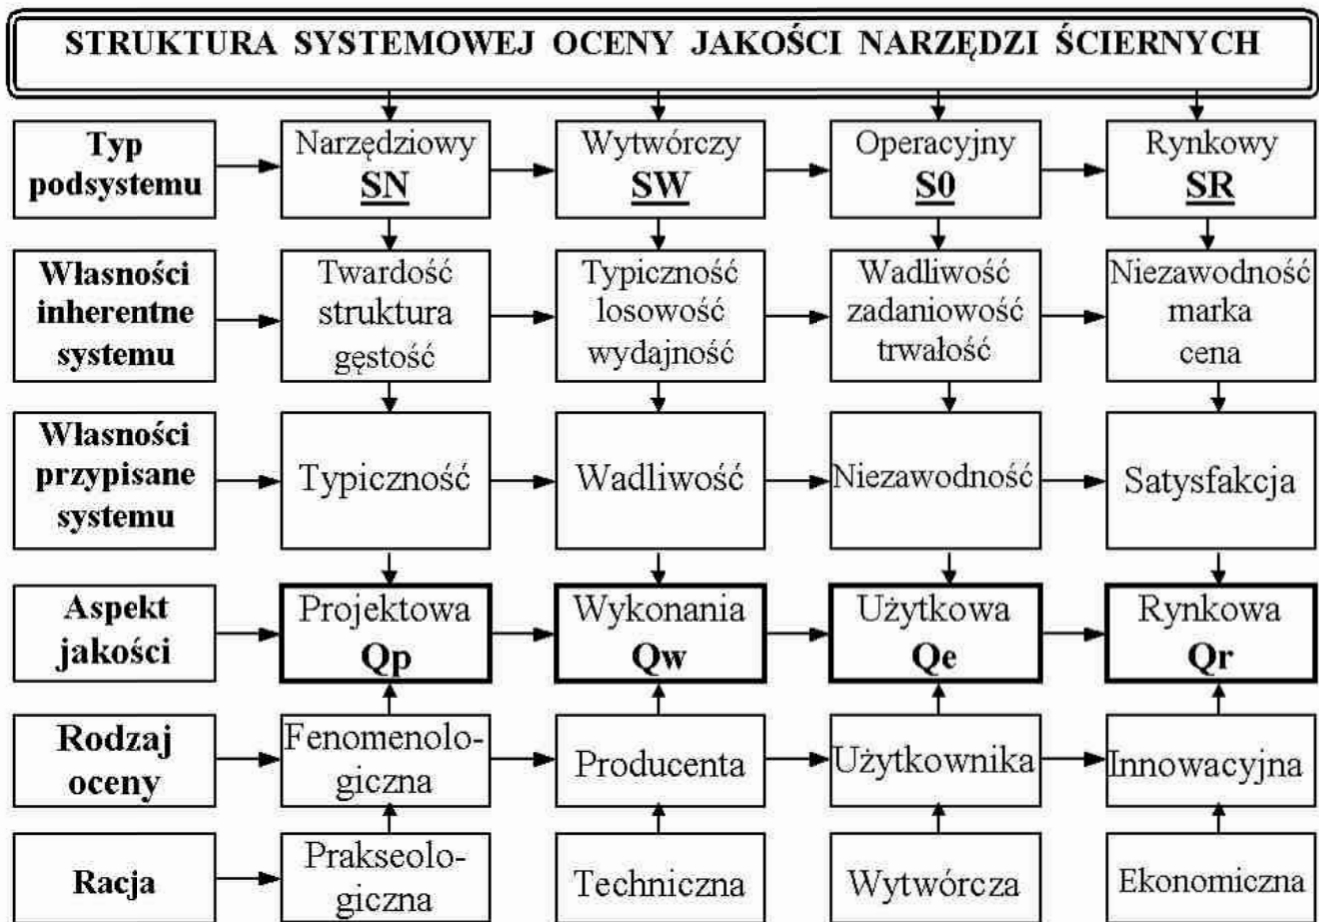 STRUKTURA SYSTEMOWEJ OCENY JAKOŚCI NARZĘDZI ŚCIERNYCH
Typ
podsystemu
Narzędziowy
SN
Wytwórczy
SW
Operacyjny
S0
Rynkowy
SR
Własności
inherentne
systemu
Twardość
struktura
gęstość
Typiczność
losowość
wydajność
Wadliwość
zadaniowość
trwałość
Niezawodność
marka
cena
Własności
przypisane
systemu
Typiczność
Wadliwość
Niezawodność
Satysfakcja
Aspekt
jakości
Projektowa
Qp
Wykonania
Qw
Użytkowa
Qe
Rynkowa
Qr
Rodzaj
oceny
Fenomenolo-
giczna
Producenta
Użytkownika
Innowacyjna
Racja
Prakseolo-
giczna
Techniczna
Wytwórcza
Ekonomiczna